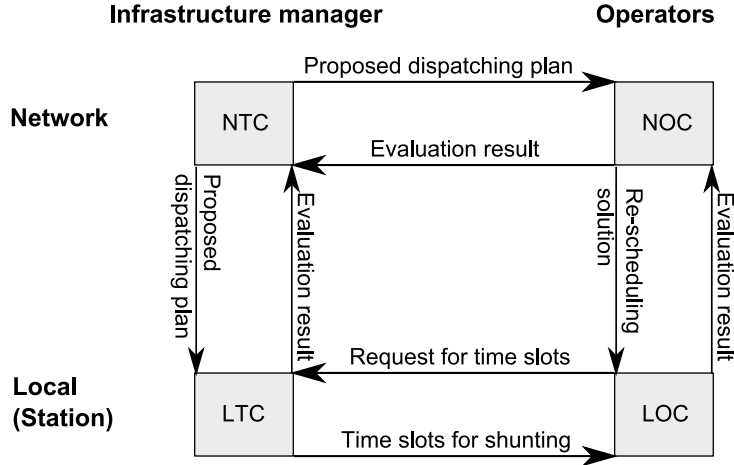 Infrastructure manager
Operators
Proposed dispatching plan
Network
NTC
NOC
Evaluation result
Proposed
dispatching plan
Evaluation result
Re-scheduling
solution
Evaluation result
Request for time slots
Local
(Station)
LTC
LOC
Time slots for shunting